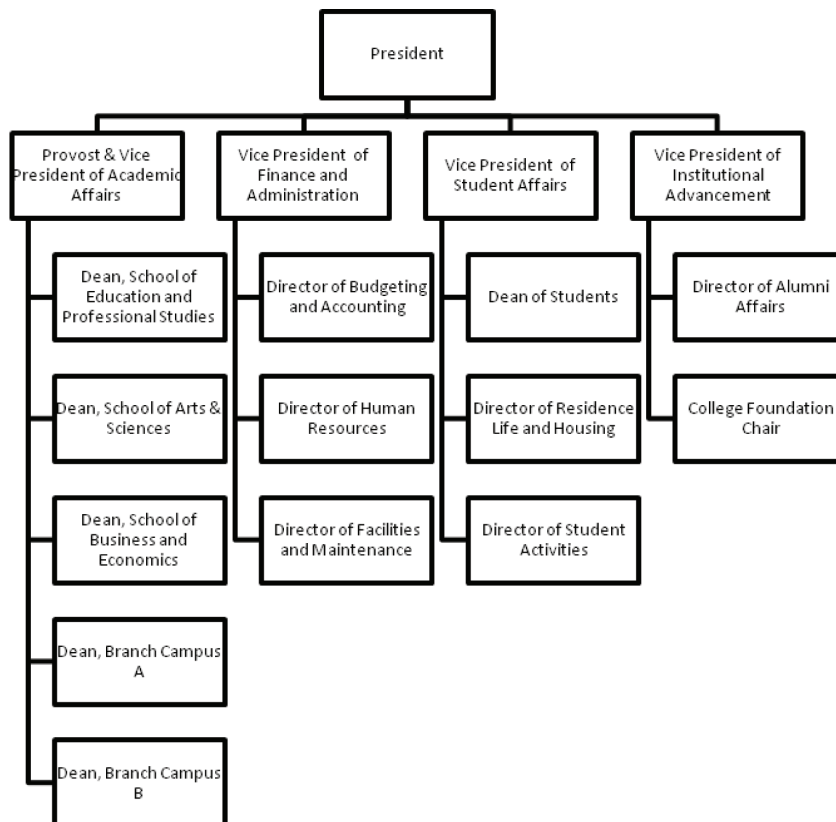 President
Provost & Vice
President of Academic
Affairs
Vice President of
Finance and
Administration
Vice President of
Student Affairs
Vice President of
Institutional
Advancement
Dean, School of
Education and
Professional Studies
Director of Budgeting
and Accounting
Dean of Students
Director of Alumni
Affairs
Dean, School of Arts &
Sciences
Director of Human
Resources
Director of Residence
Life and Housing
College Foundation
Chair
Dean, School of
Business and
Economics
Director of Facilities
and Maintenance
Director of Student
Activities
Dean, Branch Campus
A
Dean, Branch Campus
B